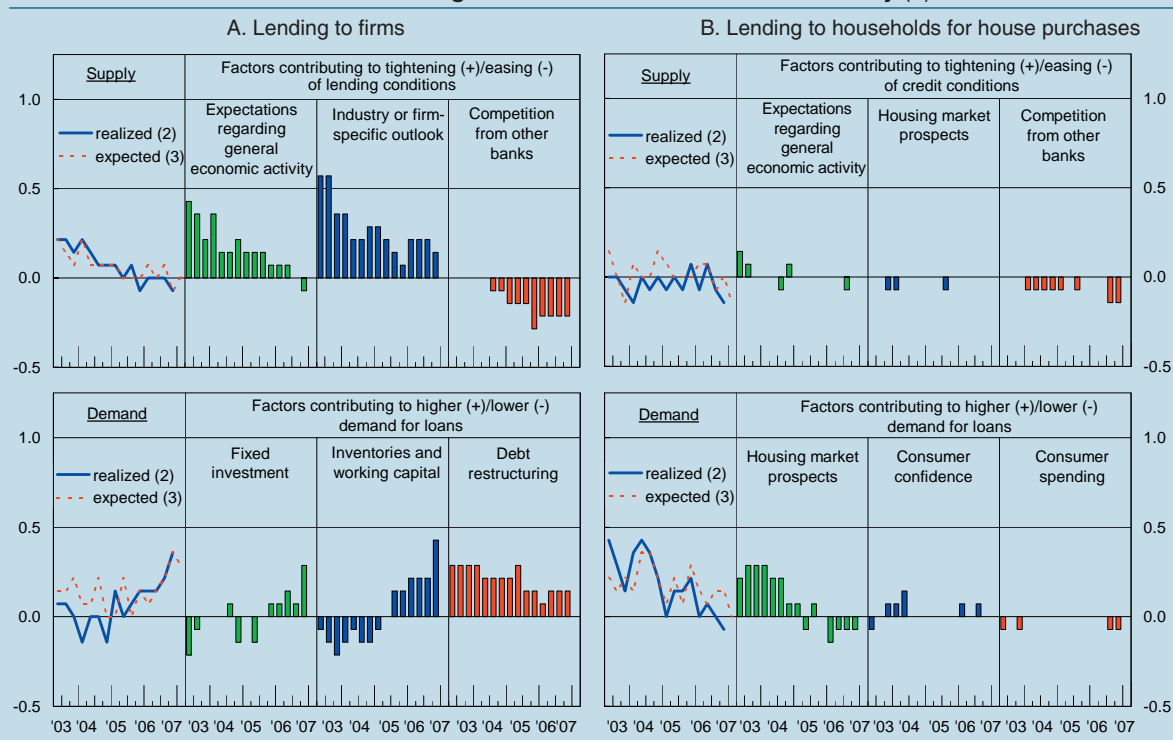 A. Lending to firms
B. Lending to households for house purchases
Supply
Factors contributing to tightening (+)/easing (-)
of lending conditions
1.0
realized (2)
expected (3)
Expectations
regarding
general
economic activity
Industry or firm-
specific outlook
Competition
from other
banks
0.5
0.0
-0.5
Supply
Factors contributing to tightening (+)/easing (-)
of credit conditions
1.0
realized (2)
expected (3)
Expectations
regarding
general
economic activity
Housing market
prospects
Competition
from other
banks
0.5
0.0
-0.5
Demand
Factors contributing to higher (+)/lower (-)
demand for loans
1.0
realized (2)
expected (3)
Fixed
investment
Inventories and
working capital
Debt
restructuring
0.5
0.0
-0.5
'03 '04 '05 '06 '07 '03 '04 '05 '06 '07 '03 '04 '05 '06 '07 '03 '04 '05 '06 '07
Demand
Factors contributing to higher (+)/lower (-)
demand for loans
1.0
realized (2)
expected (3)
Housing market
prospects
Consumer
confidence
Consumer
spending
0.5
0.0
-0.5
'03 '04 '05 '06 '07 '03 '04 '05 '06 '07 '03 '04 '05 '06 '07 '03 '04 '05 '06 '07